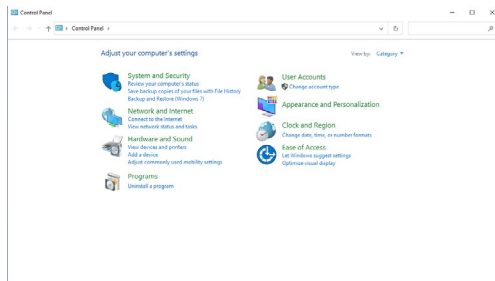 Control Panel
Control Panel
Adjust your computer's settings
View by: Category
System and Security
Review your computer's status
Save backup copies of your files with File History
Backup and Restore (Windows 7)
Network and Internet
Connect to the Internet
View network status and tasks
Hardware and Sound
View devices and printers
Add a device
Adjust commonly used mobility settings
Programs
Uninstall a program
User Accounts
Change account type
Appearance and Personalization
Clock and Region
Change date, time, or number formats
Ease of Access
Let Windows suggest settings
Optimize visual display